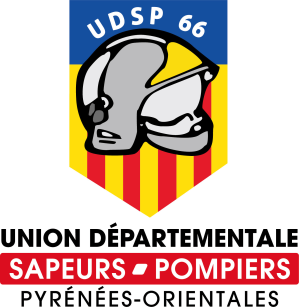 UDSP 66
UNION DÉPARTEMENTALE
SAPEURS - POMPIERS
PYRÉNÉES-ORIENTALES